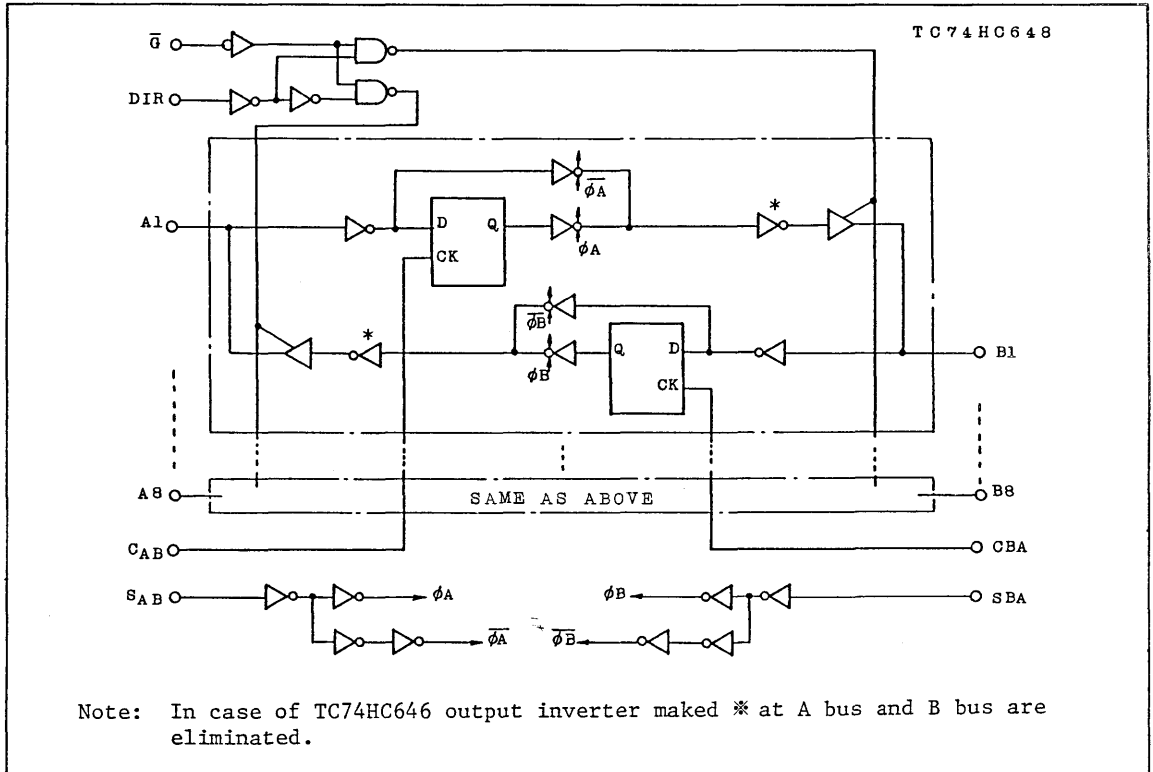 TC74HC648
G̅
DIR
φA̅
A1
D Q
*
CK
φA
φB̅
*
Q D
B1
φB
CK
A8
SAME AS ABOVE
B8
CAB
CBA
SAB
φA
φB
SBA
φA̅
φB̅
Note: In case of TC74HC646 output inverter maked ※ at A bus and B bus are
eliminated.